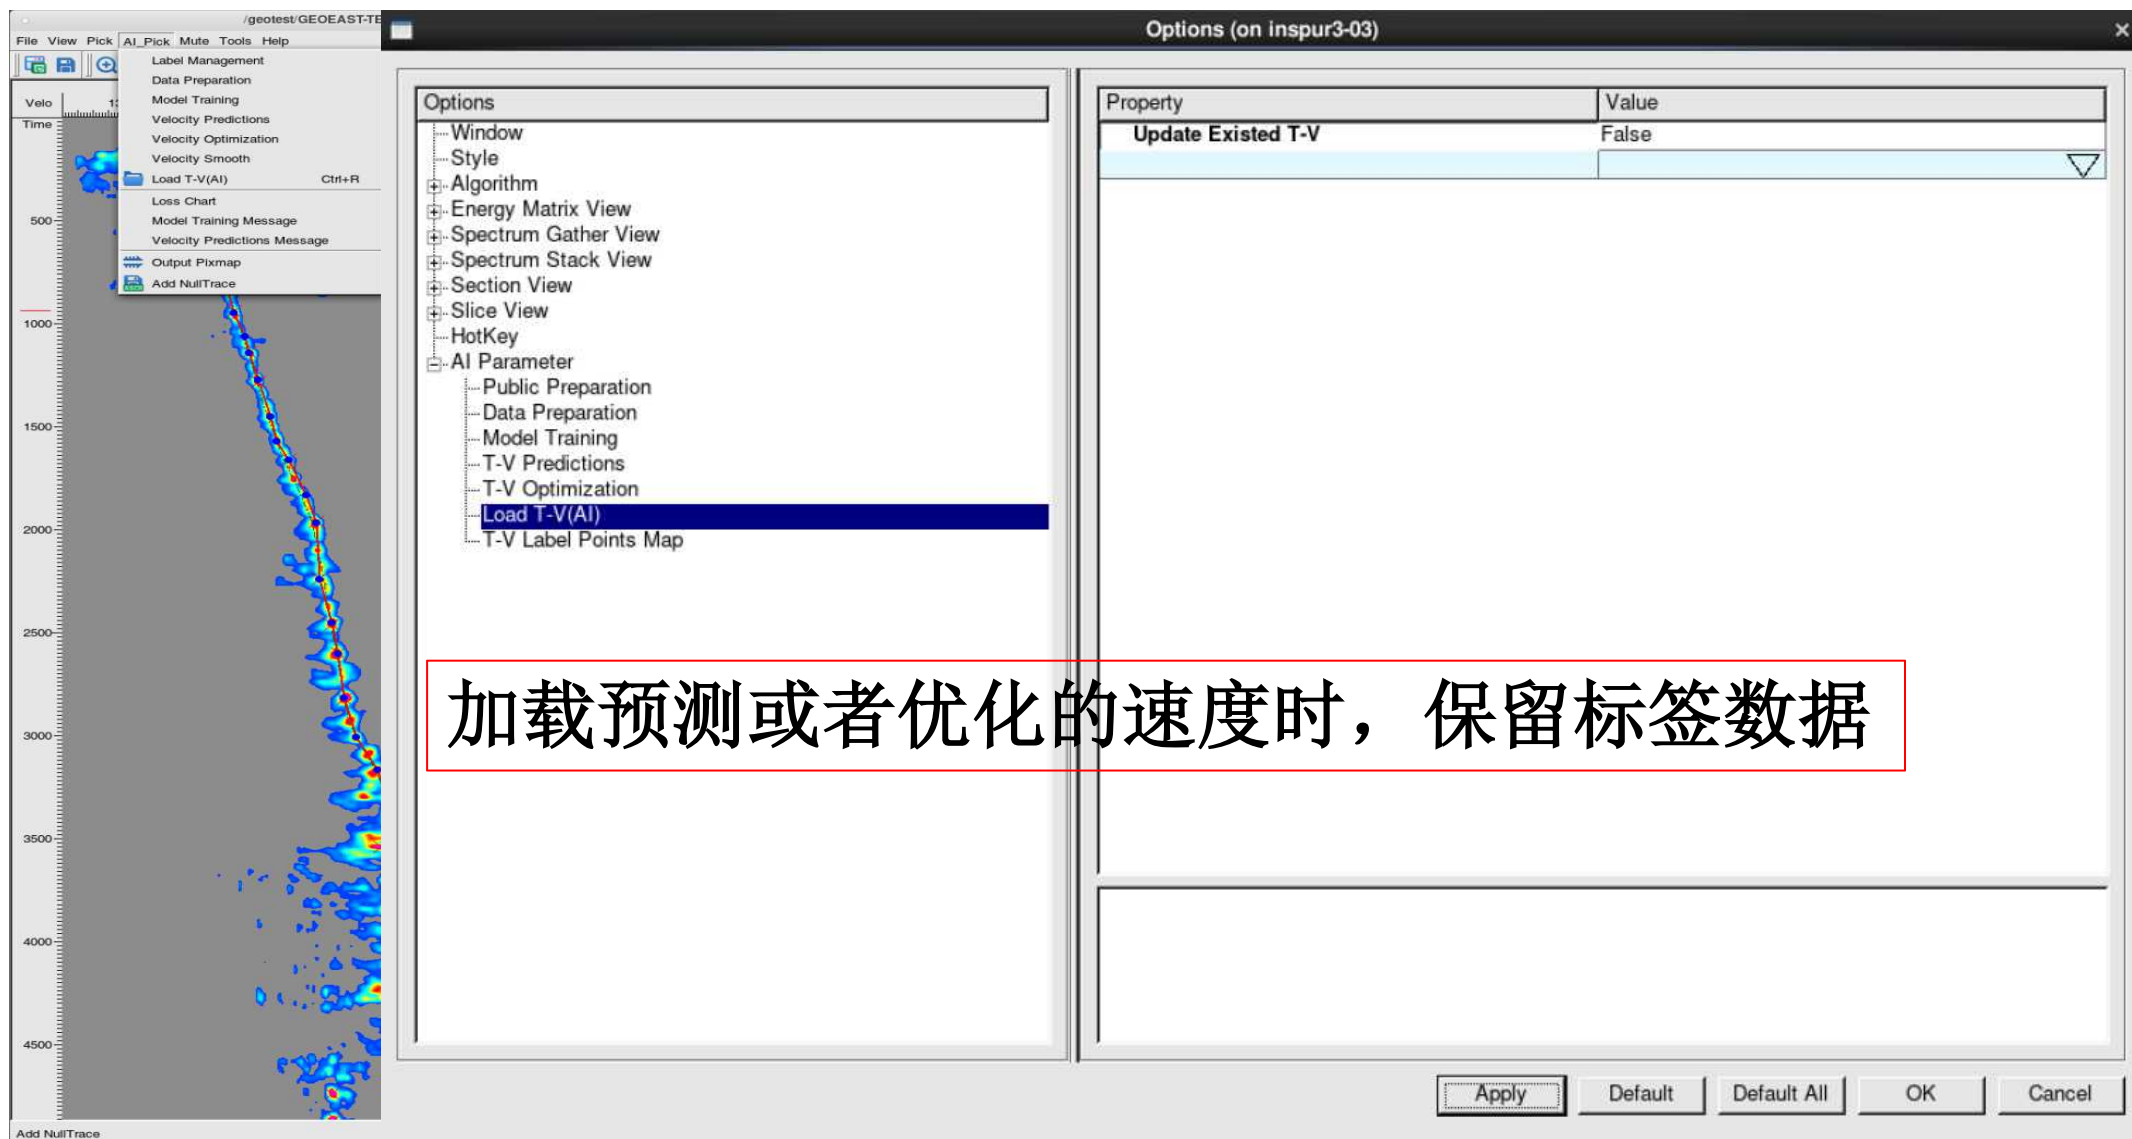 /geotest/GEOEAST-TE
File View Pick AI_Pick Mute Tools Help
Label Management
Data Preparation
Model Training
Velocity Predictions
Velocity Optimization
Velocity Smooth
Load T-V(AI) Ctrl+R
Loss Chart
Model Training Message
Velocity Predictions Message
Output Pixmap
Add NullTrace
Velo
Time
500
1000
1500
2000
2500
3000
3500
4000
4500
Add NullTrace
Options (on inspur3-03)
Options
Window
Style
Algorithm
Energy Matrix View
Spectrum Gather View
Spectrum Stack View
Section View
Slice View
HotKey
AI Parameter
Public Preparation
Data Preparation
Model Training
T-V Predictions
T-V Optimization
Load T-V(AI)
T-V Label Points Map
Property Value
Update Existed T-V False
加载预测或者优化的速度时，保留标签数据
Apply Default Default All OK Cancel